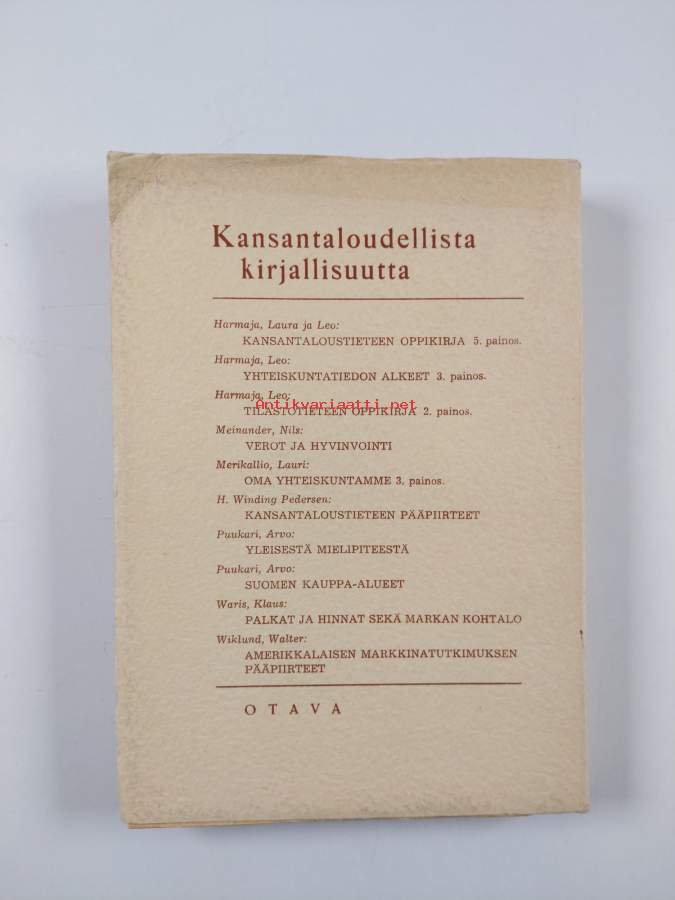 Kansantaloudellista
kirjallisuutta
Harmaja, Laura ja Leo:
KANSANTALOUSTIETEEN OPPIKIRJA 5. painos.
Harmaja, Leo:
YHTEISKUNTATIEDON ALKEET 3. painos.
Harmaja, Leo:
Antikvariaatti.net
TILASTOTIETEEN OPPIKIRJA 2. painos.
Meinander, Nils:
VEROT JA HYVINVOINTI
Merikallio, Lauri:
OMA YHTEISKUNTAMME 3. painos.
H. Winding Pedersen:
KANSANTALOUSTIETEEN PÄÄPIIRTEET
Puukari, Arvo:
YLEISESTÄ MIELIPITEESTÄ
Puukari, Arvo:
SUOMEN KAUPPA-ALUEET
Waris, Klaus:
PALKAT JA HINNAT SEKÄ MARKAN KOHTALO
Wiklund, Walter:
AMERIKKALAISEN MARKKINATUTKIMUKSEN
PÄÄPIIRTEET
OTAVA